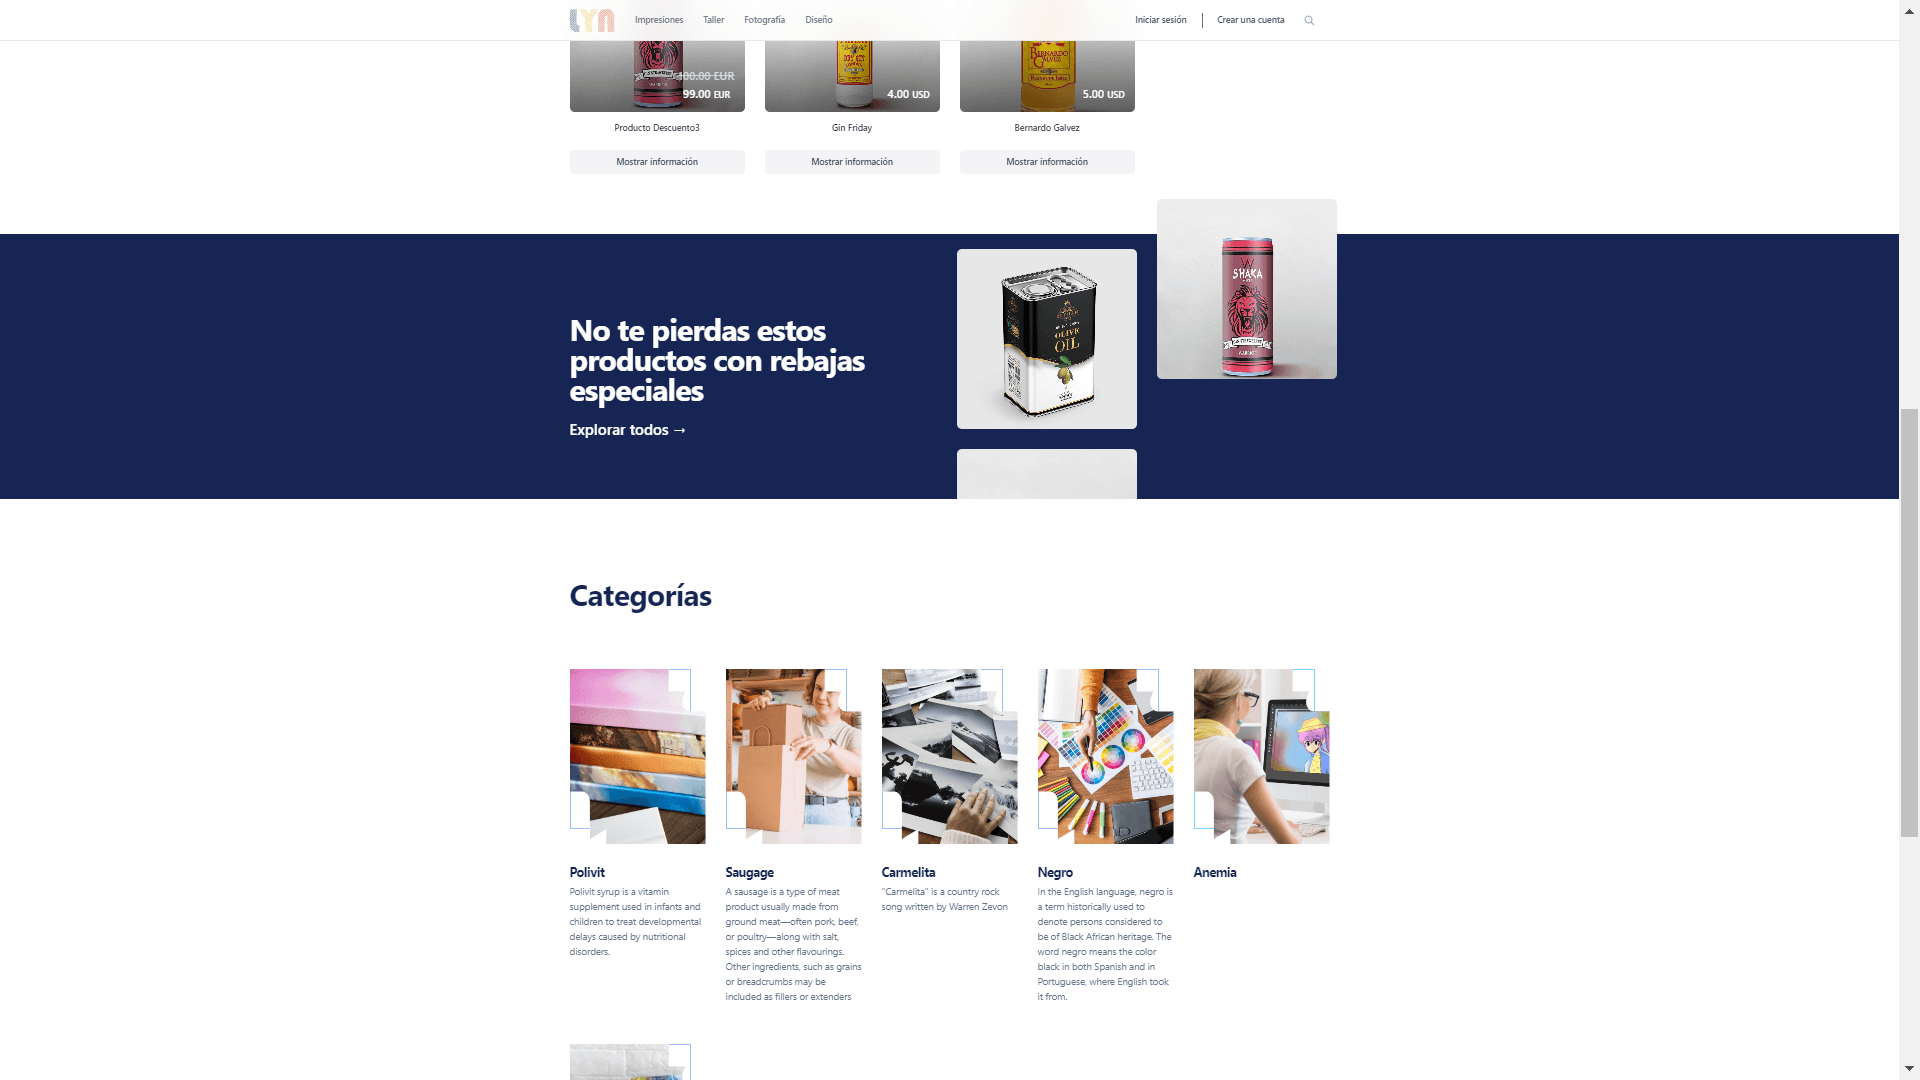 LYN
Impresiones
Taller
Fotografía
Diseño
Iniciar sesión
Crear una cuenta
100.00 EUR
99.00 EUR
4.00 USD
BERNARDO
GALVEZ
5.00 USD
Producto Descuento3
Gin Friday
Bernardo Galvez
Mostrar información
Mostrar información
Mostrar información
No te pierdas estos
productos con rebajas
especiales
Explorar todos →
OLIVE
OIL
SHAKA
WARRIOR
Categorías
Polivit
Polivit syrup is a vitamin
supplement used in infants and
children to treat developmental
delays caused by nutritional
disorders.
Saugage
A sausage is a type of meat
product usually made from
ground meat—often pork, beef,
or poultry—along with salt,
spices and other flavourings.
Other ingredients, such as grains
or breadcrumbs may be
included as fillers or extenders
Carmelita
"Carmelita" is a country rock
song written by Warren Zevon
Negro
In the English language, negro is
a term historically used to
denote persons considered to
be of Black African heritage. The
word negro means the color
black in both Spanish and in
Portuguese, where English took
it from.
Anemia